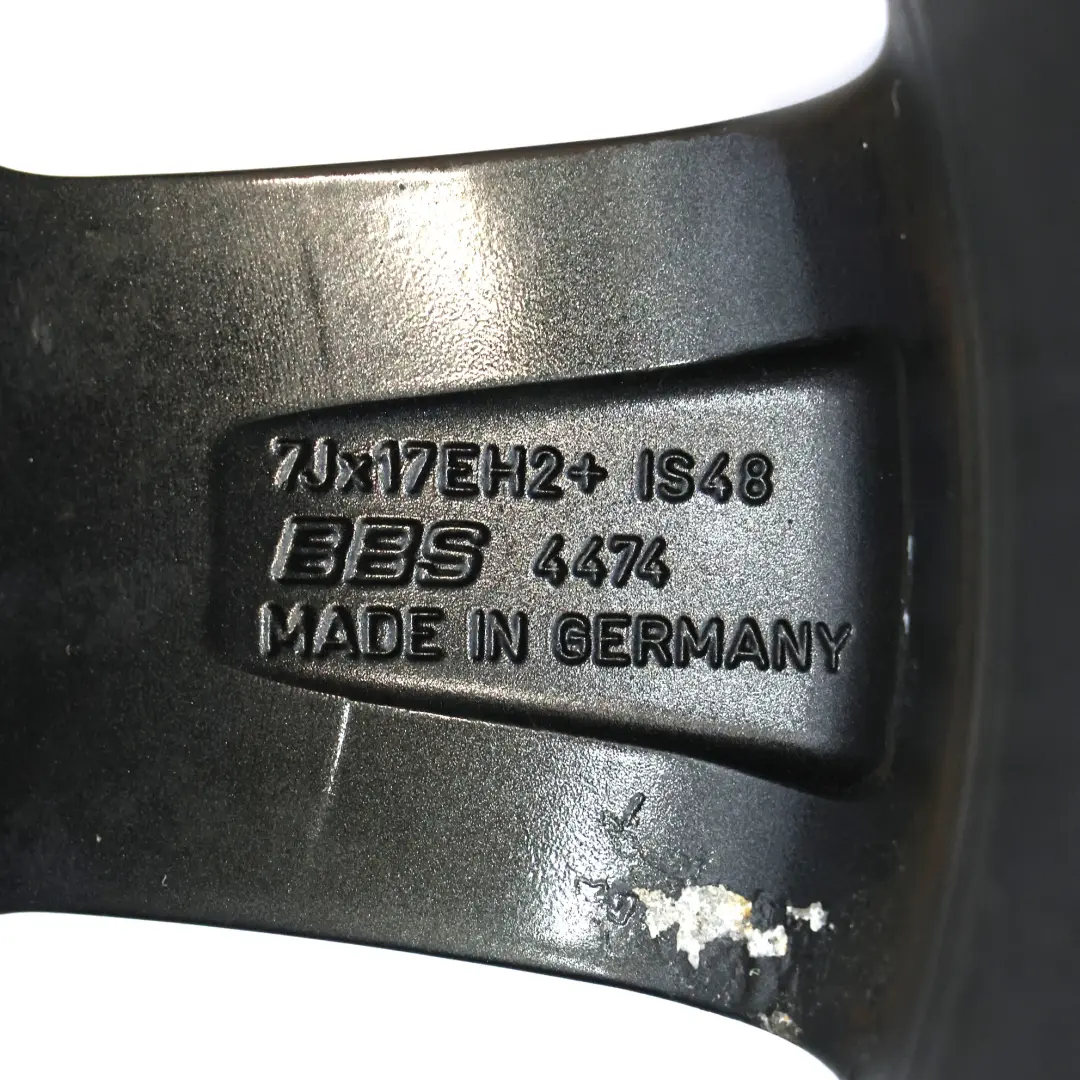 7Jx17EH2+ IS48
BBS 4474
MADE IN GERMANY